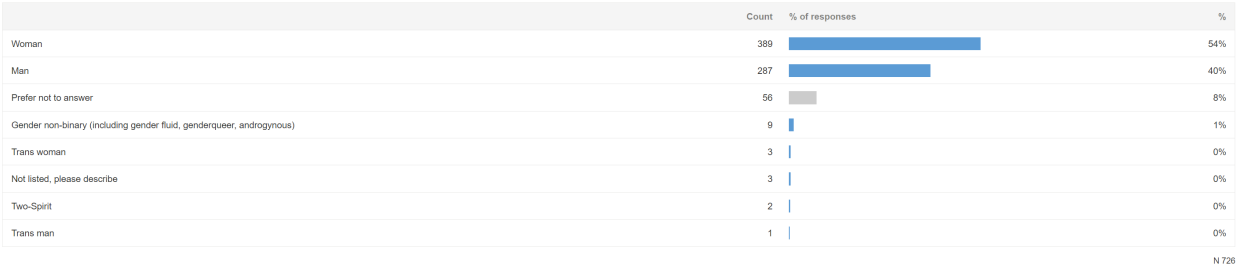 Count % of responses %
Woman 389 54%
Man 287 40%
Prefer not to answer 56 8%
Gender non-binary (including gender fluid, genderqueer, androgynous) 9 1%
Trans woman 3 0%
Not listed, please describe 3 0%
Two-Spirit 2 0%
Trans man 1 0%
N 726